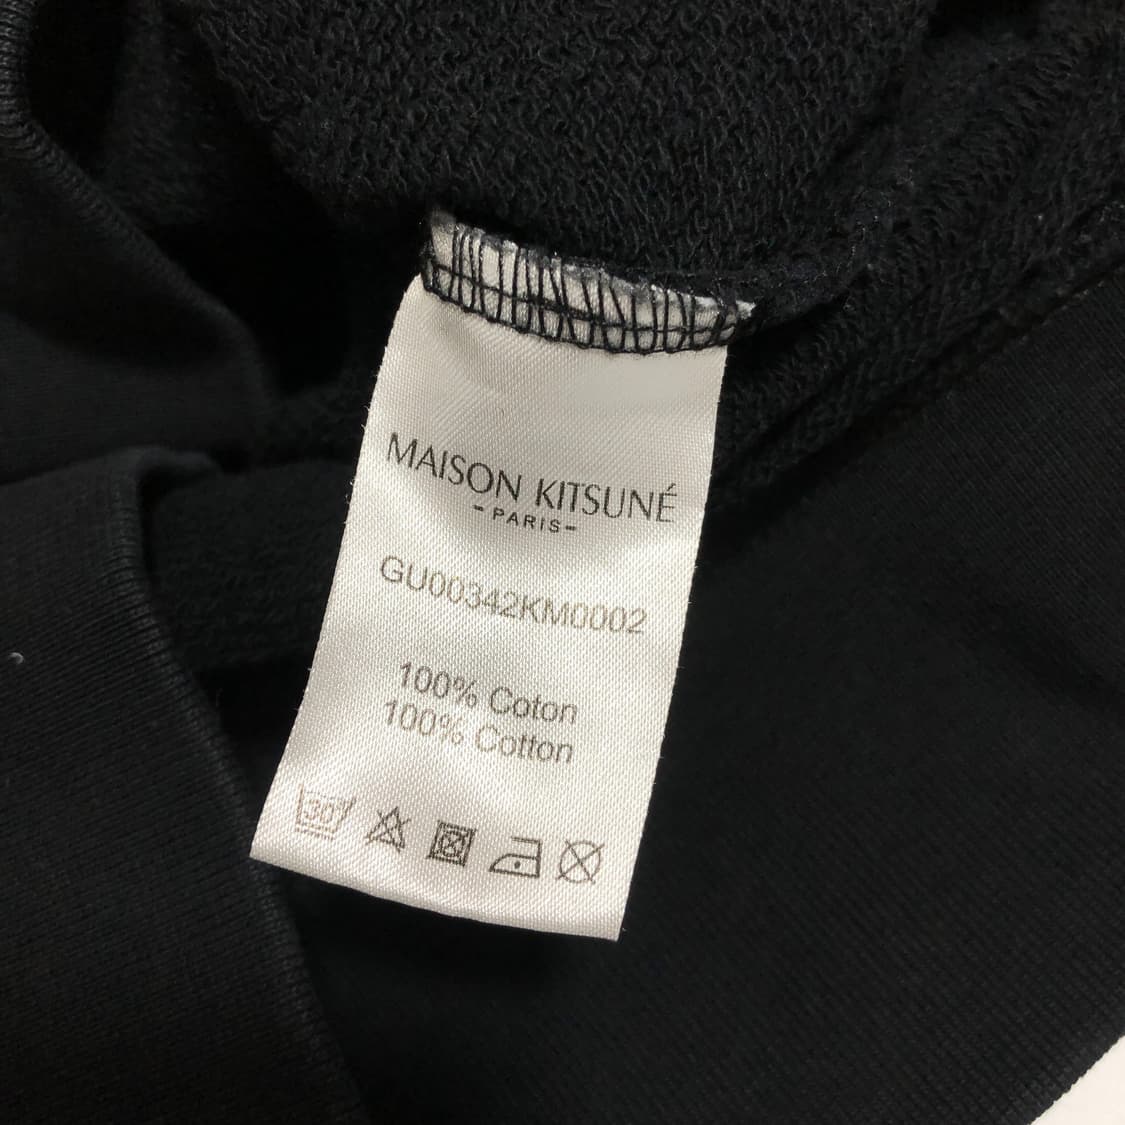 MAISON KITSUNÉ
-PARIS-
GU00342KM0002
100% Coton
100% Cotton
30°